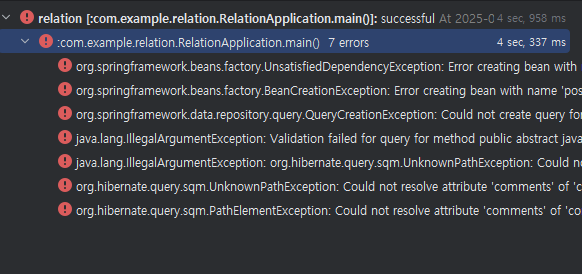 relation [:com.example.relation.RelationApplication.main()]: successful At 2025-0 4 sec, 958 ms
:com.example.relation.RelationApplication.main() 7 errors 4 sec, 337 ms
org.springframework.beans.factory.UnsatisfiedDependencyException: Error creating bean with
org.springframework.beans.factory.BeanCreationException: Error creating bean with name 'pos
org.springframework.data.repository.query.QueryCreationException: Could not create query for
java.lang.IllegalArgumentException: Validation failed for query for method public abstract java
java.lang.IllegalArgumentException: org.hibernate.query.sqm.UnknownPathException: Could no
org.hibernate.query.sqm.UnknownPathException: Could not resolve attribute 'comments' of 'c
org.hibernate.query.sqm.PathElementException: Could not resolve attribute 'comments' of 'co